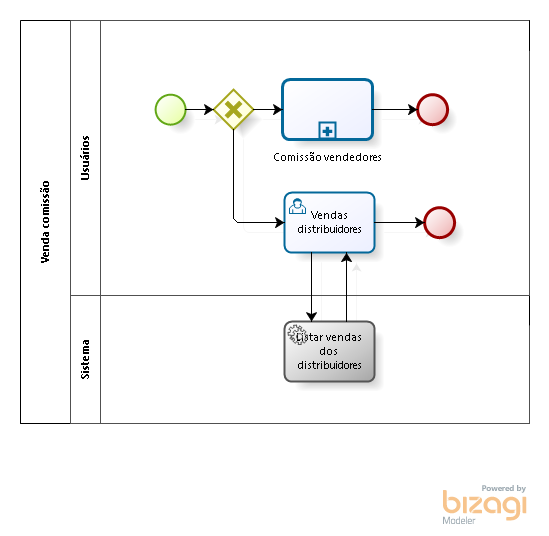 Venda comissão
Usuários
Comissão vendedores
Vendas
distribuidores
Sistema
Listar vendas
dos
distribuidores
Powered by
bizagi
Modeler